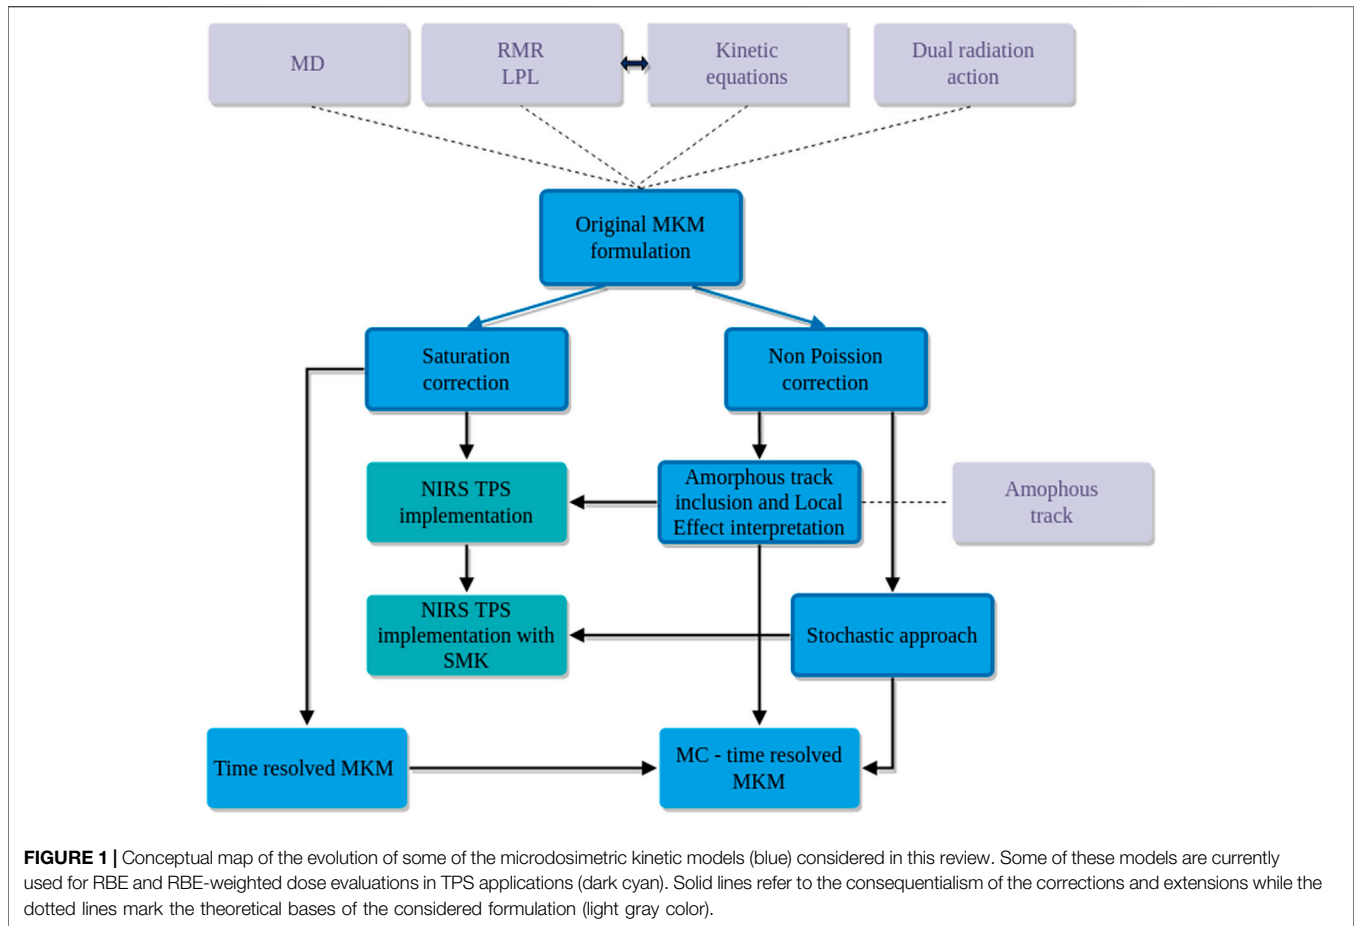 MD
RMR
LPL
Kinetic
equations
Dual radiation
action
Original MKM
formulation
Saturation
correction
Non Poission
correction
NIRS TPS
implementation
Amorphous track
inclusion and Local
Effect interpretation
Amophous
track
NIRS TPS
implementation with
SMK
Stochastic approach
Time resolved MKM
MC - time resolved
MKM
FIGURE 1 | Conceptual map of the evolution of some of the microdosimetric kinetic models (blue) considered in this review. Some of these models are currently
used for RBE and RBE-weighted dose evaluations in TPS applications (dark cyan). Solid lines refer to the consequentialism of the corrections and extensions while the
dotted lines mark the theoretical bases of the considered formulation (light gray color).